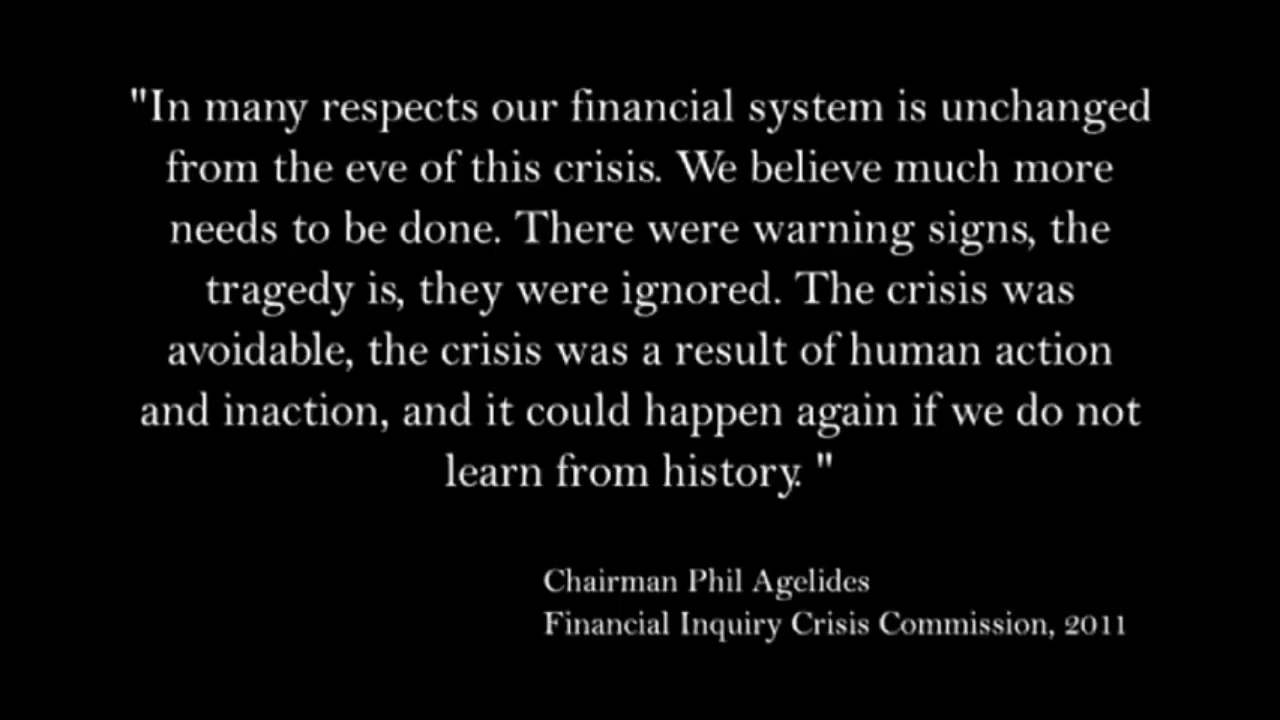 "In many respects our financial system is unchanged
from the eve of this crisis. We believe much more
needs to be done. There were warning signs, the
tragedy is, they were ignored. The crisis was
avoidable, the crisis was a result of human action
and inaction, and it could happen again if we do not
learn from history. "
Chairman Phil Agelides
Financial Inquiry Crisis Commission, 2011